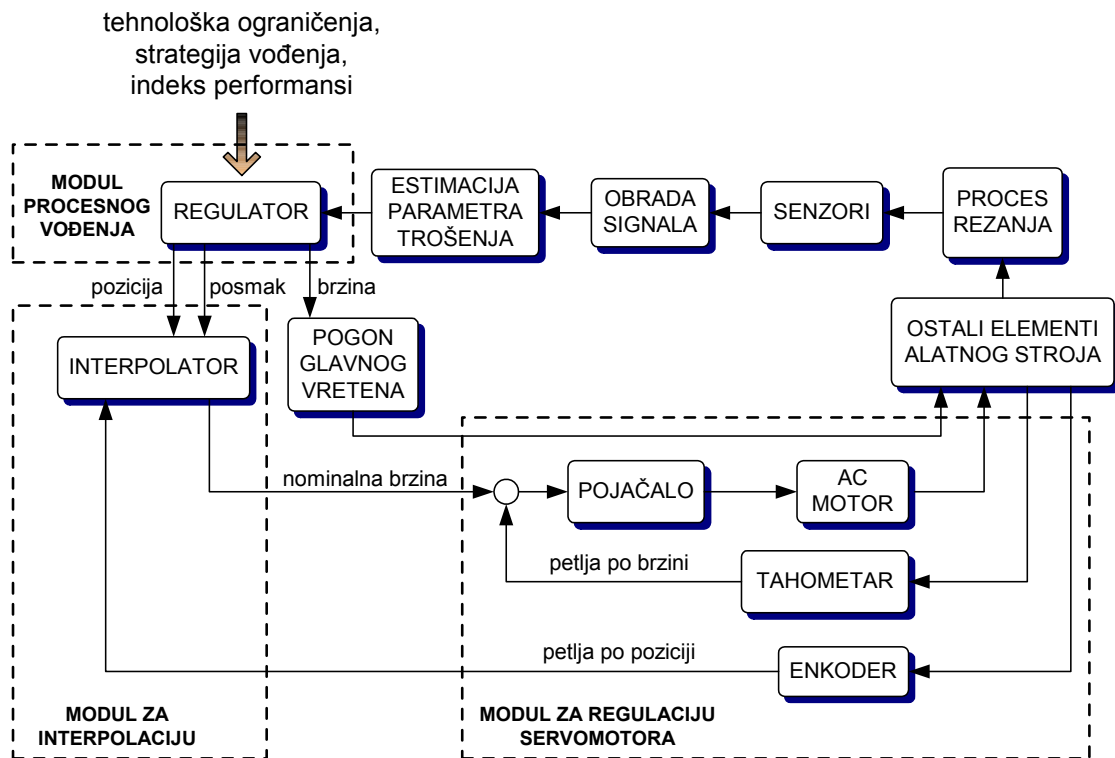 tehnološka ograničenja,
strategija vođenja,
indeks performansi
MODUL
PROCESNOG
VOĐENJA
REGULATOR
ESTIMACIJA
PARAMETRA
TROŠENJA
OBRADA
SIGNALA
SENZORI
PROCES
REZANJA
pozicija
posmak
brzina
INTERPOLATOR
POGON
GLAVNOG
VRETENA
OSTALI ELEMENTI
ALATNOG STROJA
nominalna brzina
POJAČALO
AC
MOTOR
petlja po brzini
TAHOMETAR
petlja po poziciji
ENKODER
MODUL ZA
INTERPOLACIJU
MODUL ZA REGULACIJU
SERVOMOTORA